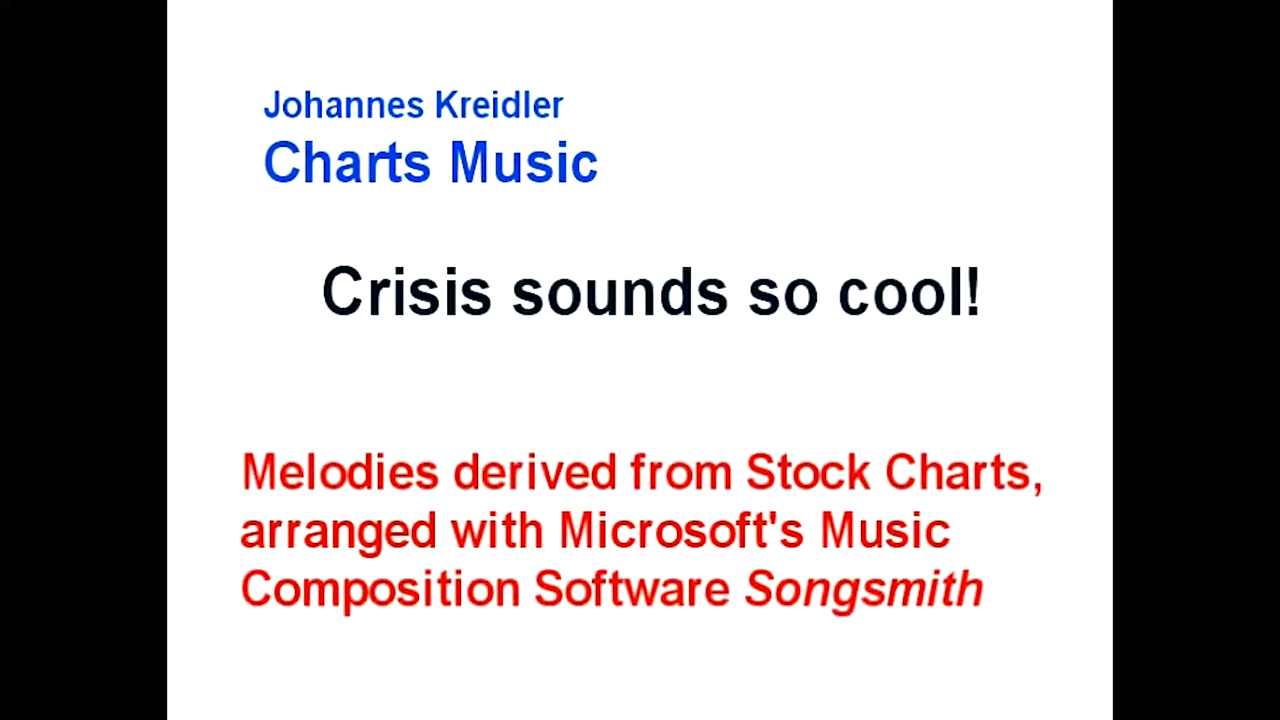 Johannes Kreidler
Charts Music
Crisis sounds so cool!
Melodies derived from Stock Charts,
arranged with Microsoft's Music
Composition Software Songsmith